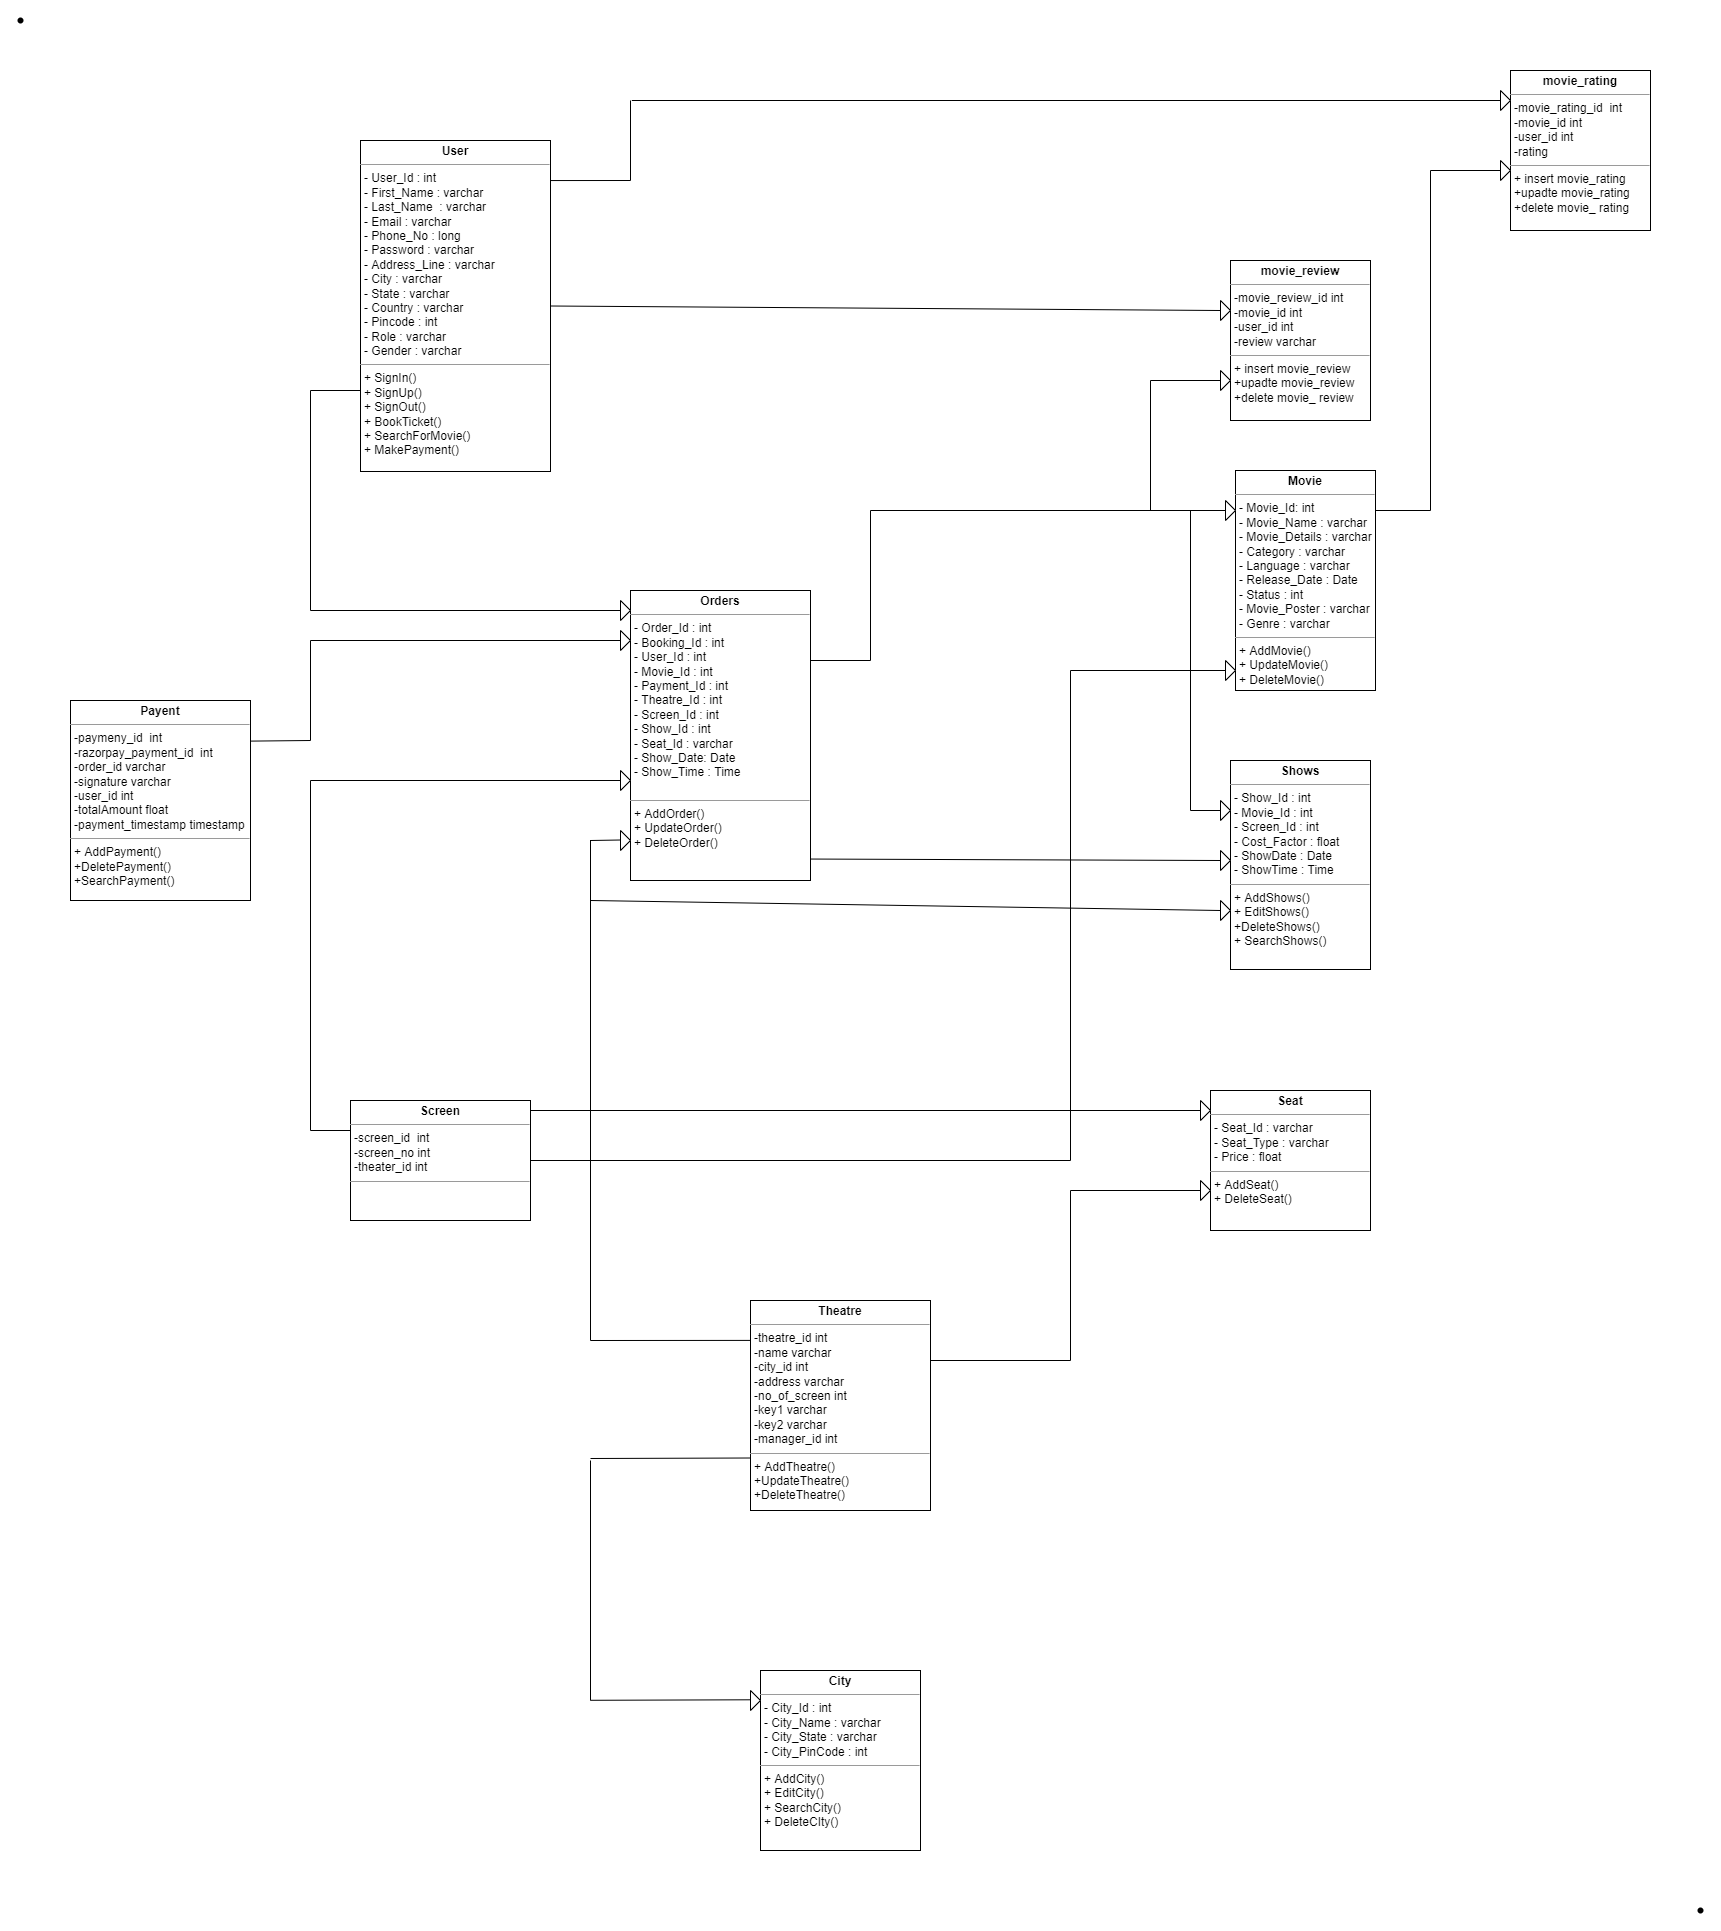 movie_rating
-movie_rating_id  int
-movie_id int
-user_id int
-rating
+ insert movie_rating
+upadte movie_rating
+delete movie_ rating
User
- User_Id : int
- First_Name : varchar
- Last_Name  : varchar
- Email : varchar
- Phone_No : long
- Password : varchar
- Address_Line : varchar
- City : varchar
- State : varchar
- Country : varchar
- Pincode : int
- Role : varchar
- Gender : varchar
+ SignIn()
+ SignUp()
+ SignOut()
+ BookTicket()
+ SearchForMovie()
+ MakePayment()
movie_review
-movie_review_id int
-movie_id int
-user_id int
-review varchar
+ insert movie_review
+upadte movie_review
+delete movie_ review
Movie
- Movie_Id: int
- Movie_Name : varchar
- Movie_Details : varchar
- Category : varchar
- Language : varchar
- Release_Date : Date
- Status : int
- Movie_Poster : varchar
- Genre : varchar
+ AddMovie()
+ UpdateMovie()
+ DeleteMovie()
Orders
- Order_Id : int
- Booking_Id : int
- User_Id : int
- Movie_Id : int
- Payment_Id : int
- Theatre_Id : int
- Screen_Id : int
- Show_Id : int
- Seat_Id : varchar
- Show_Date: Date
- Show_Time : Time
+ AddOrder()
+ UpdateOrder()
+ DeleteOrder()
Payent
-paymeny_id  int
-razorpay_payment_id  int
-order_id varchar
-signature varchar
-user_id int
-totalAmount float
-payment_timestamp timestamp
+ AddPayment()
+DeletePayment()
+SearchPayment()
Shows
- Show_Id : int
- Movie_Id : int
- Screen_Id : int
- Cost_Factor : float
- ShowDate : Date
- ShowTime : Time
+ AddShows()
+ EditShows()
+DeleteShows()
+ SearchShows()
Screen
-screen_id  int
-screen_no int
-theater_id int
Seat
- Seat_Id : varchar
- Seat_Type : varchar
- Price : float
+ AddSeat()
+ DeleteSeat()
Theatre
-theatre_id int
-name varchar
-city_id int
-address varchar
-no_of_screen int
-key1 varchar
-key2 varchar
-manager_id int
+ AddTheatre()
+UpdateTheatre()
+DeleteTheatre()
City
- City_Id : int
- City_Name : varchar
- City_State : varchar
- City_PinCode : int
+ AddCity()
+ EditCity()
+ SearchCity()
+ DeleteCIty()